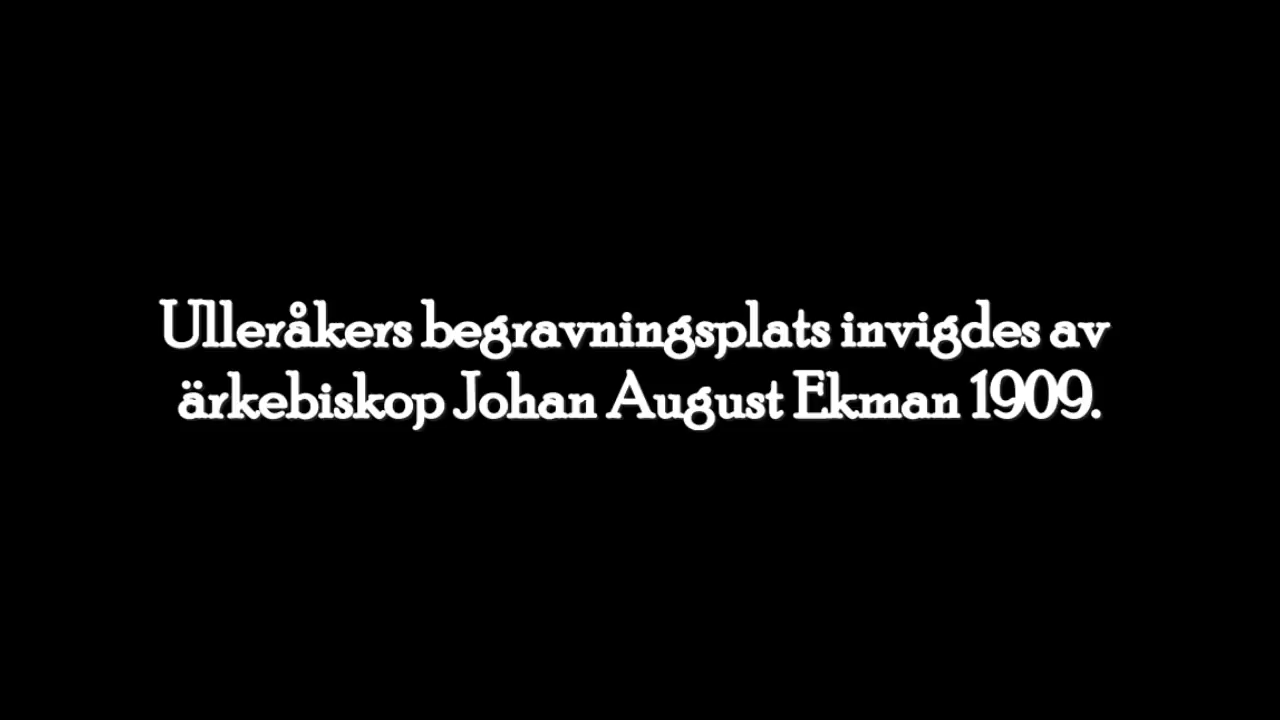 Ulleråkers begravningsplats invigdes av
ärkebiskop Johan August Ekman 1909.